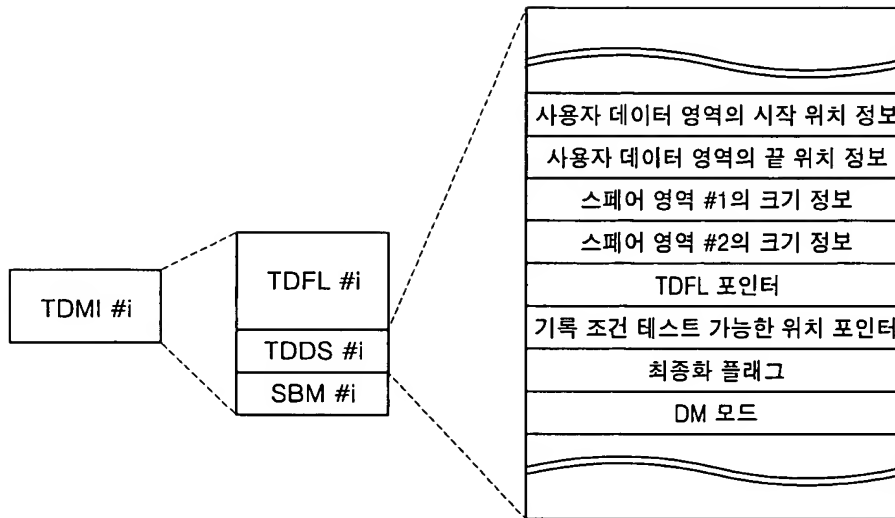 TDMI #i
TDFL #i
TDDS #i
SBM #i
사용자 데이터 영역의 시작 위치 정보
사용자 데이터 영역의 끝 위치 정보
스페어 영역 #1의 크기 정보
스페어 영역 #2의 크기 정보
TDFL 포인터
기록 조건 테스트 가능한 위치 포인터
최종화 플래그
DM 모드